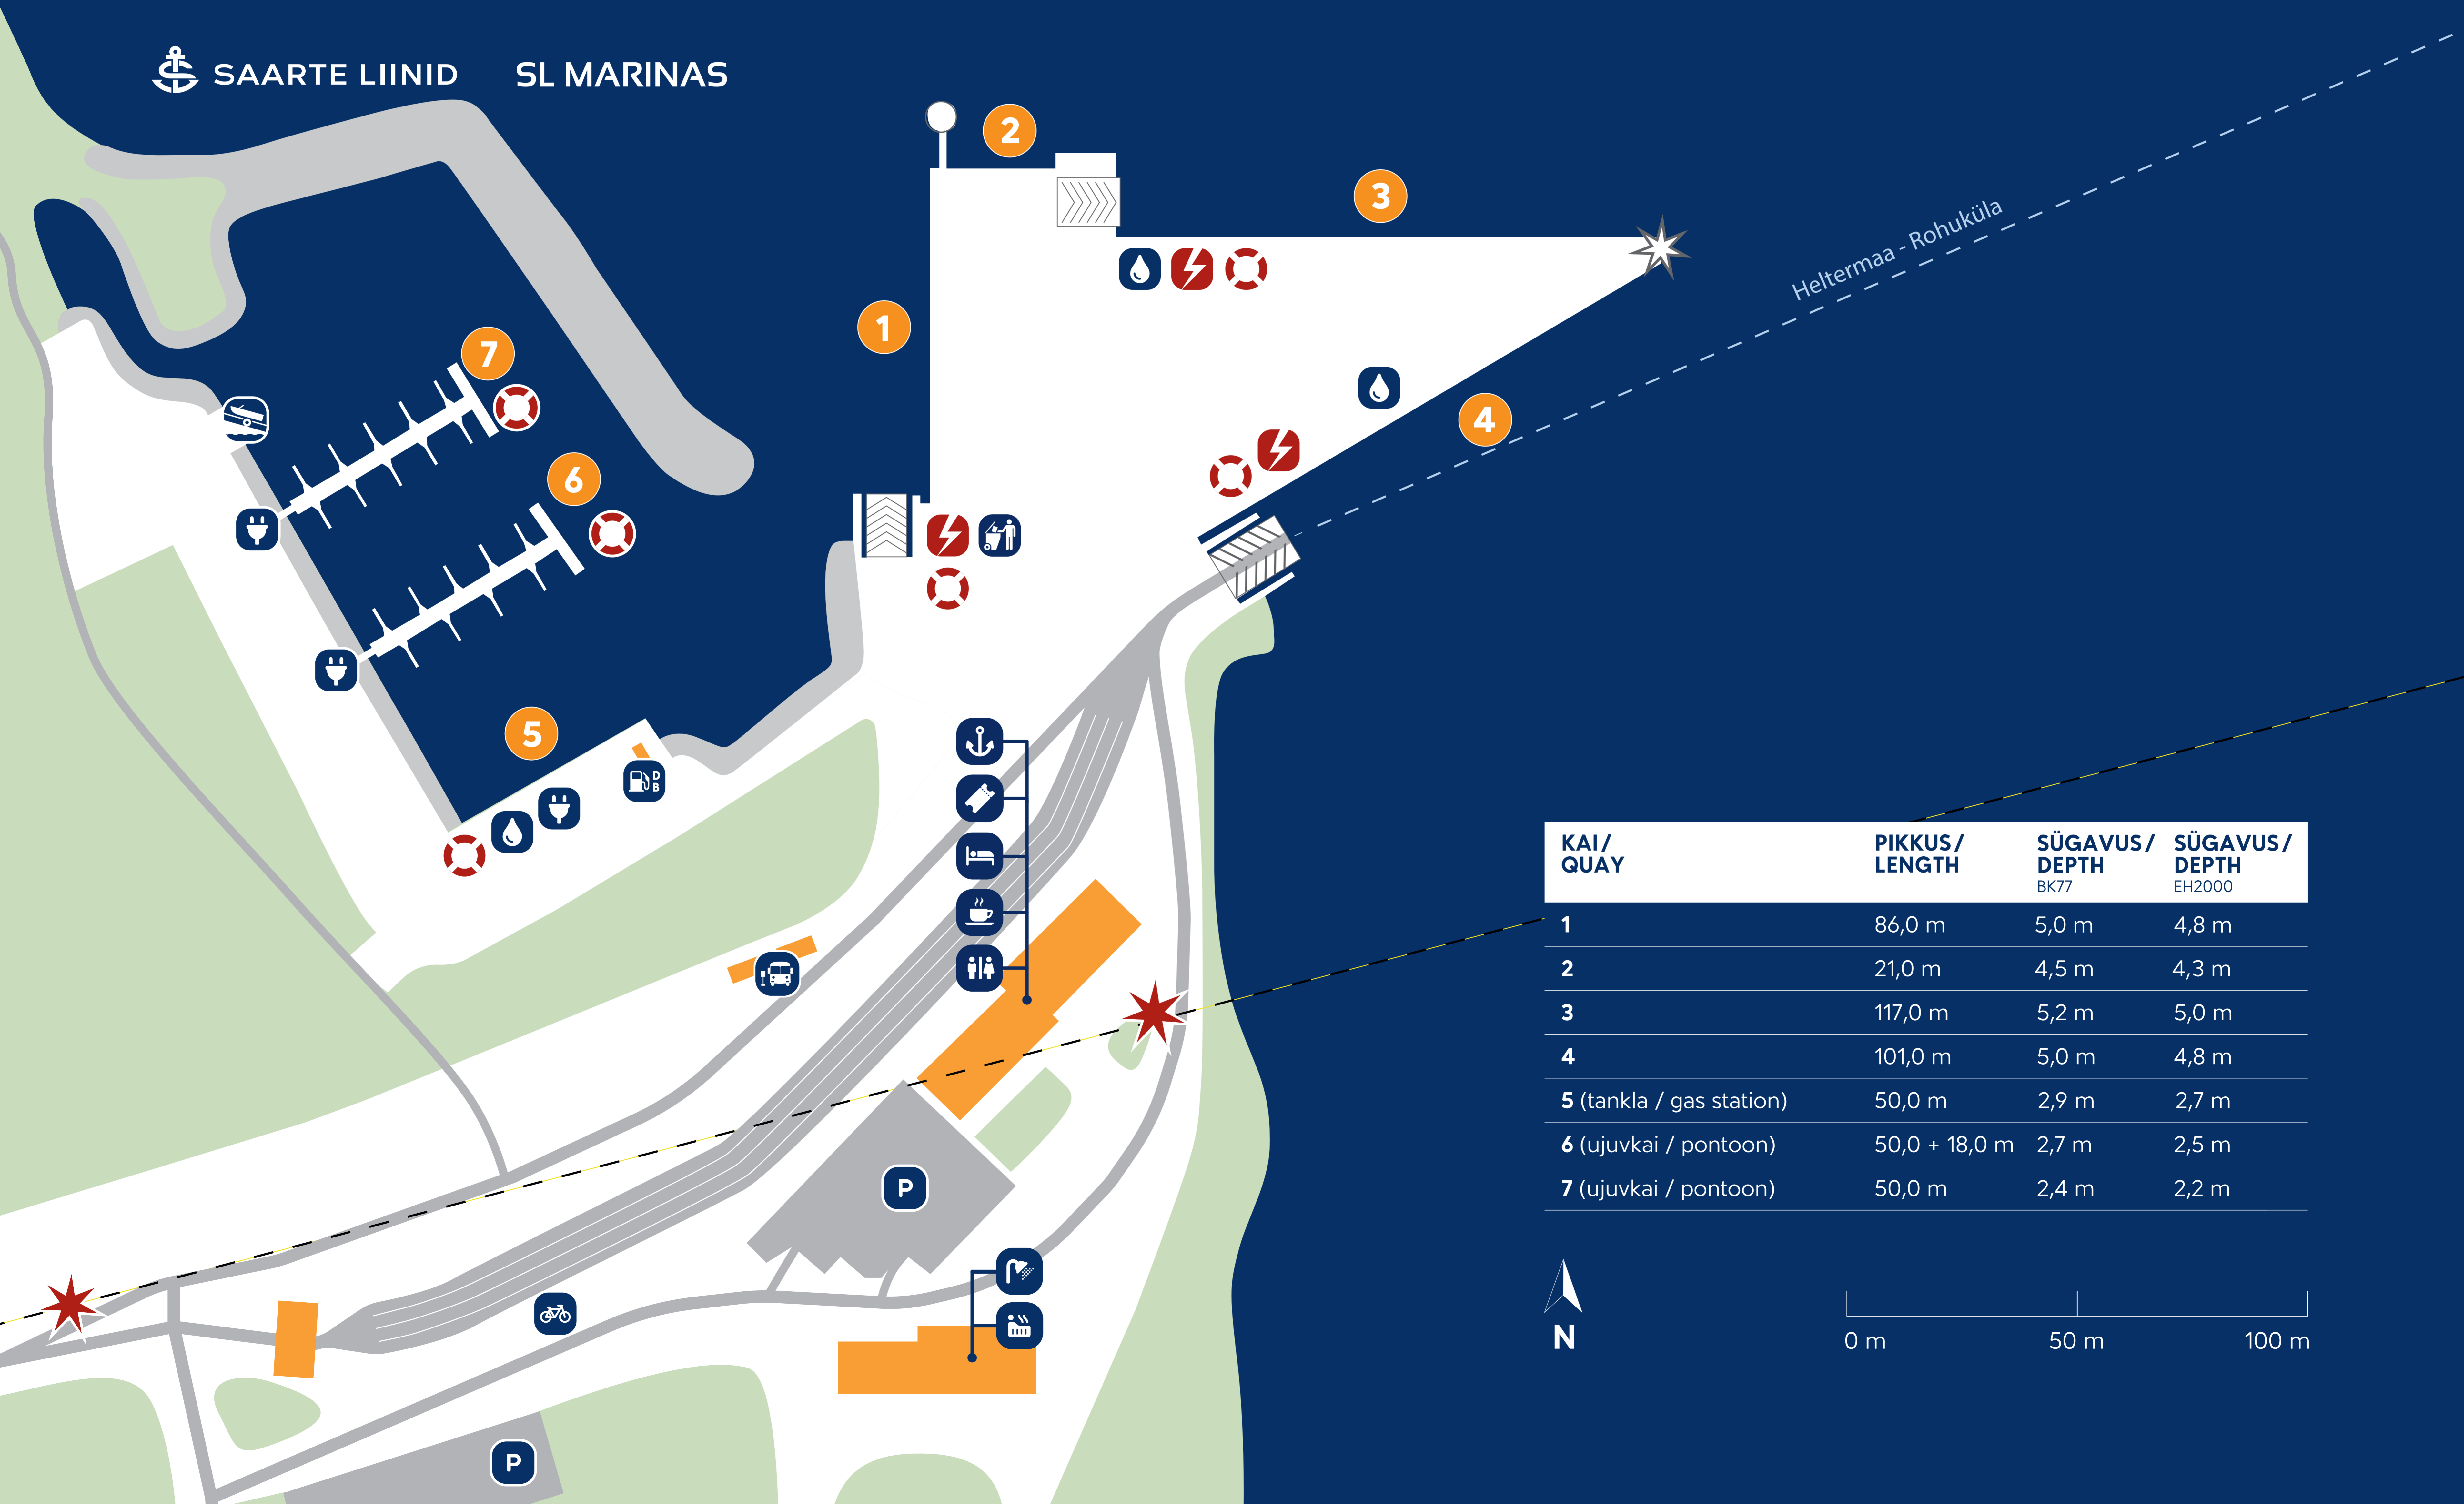 SAARTE LIINID
SL MARINAS
2
3
Heltermaa - Rohuküla
1
7
4
6
5
D
B
P
P
KAI/ QUAY PIKKUS/ LENGTH SÜGAVUS/ DEPTH BK77 SÜGAVUS/ DEPTH EH2000
1 86,0 m 5,0 m 4,8 m
2 21,0 m 4,5 m 4,3 m
3 117,0 m 5,2 m 5,0 m
4 101,0 m 5,0 m 4,8 m
5 (tankla / gas station) 50,0 m 2,9 m 2,7 m
6 (ujuvkai / pontoon) 50,0 + 18,0 m 2,7 m 2,5 m
7 (ujuvkai / pontoon) 50,0 m 2,4 m 2,2 m
N
0 m 50 m 100 m